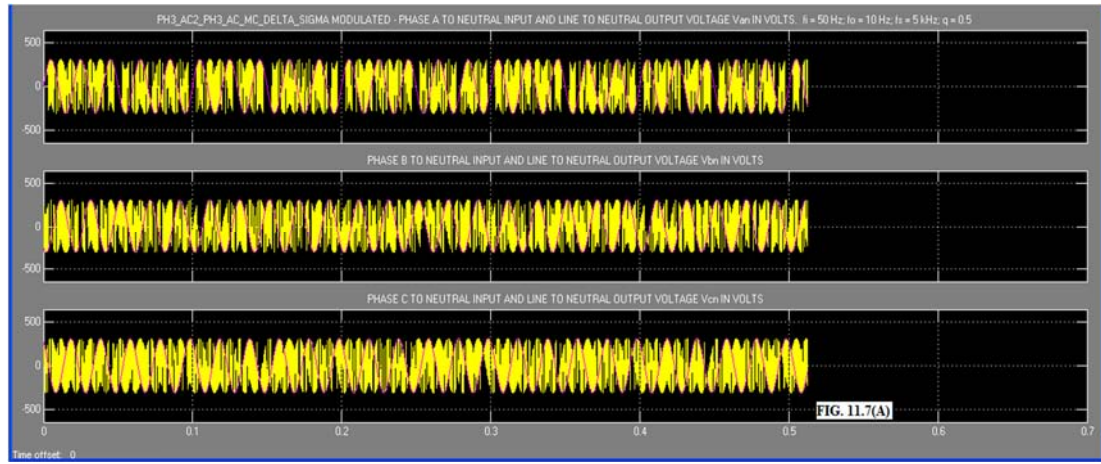 PH3_AC2_PH3_AC_MC_DELTA_SIGMA MODULATED - PHASE A TO NEUTRAL INPUT AND LINE TO NEUTRAL OUTPUT VOLTAGE Van IN VOLTS. fi = 50 Hz; fo = 10 Hz; fs = 5 kHz; q = 0.5
500
0
-500
PHASE B TO NEUTRAL INPUT AND LINE TO NEUTRAL OUTPUT VOLTAGE Vbn IN VOLTS
500
0
-500
PHASE C TO NEUTRAL INPUT AND LINE TO NEUTRAL OUTPUT VOLTAGE Vcn IN VOLTS
500
0
-500
FIG. 11.7(A)
0 0.1 0.2 0.3 0.4 0.5 0.6 0.7
Time offset: 0